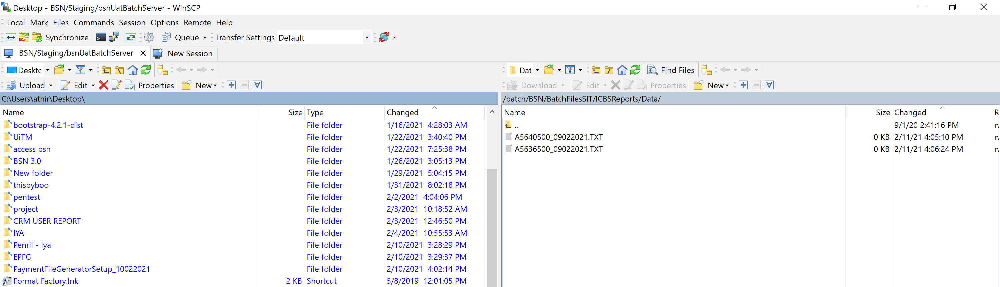 Desktop - BSN/Staging/bsnUatBatchServer - WinSCP
Local Mark Files Commands Session Options Remote Help
Synchronize Queue Transfer Settings Default
BSN/Staging/bsnUatBatchServer New Session
Desktc
Upload Edit Properties New
C:\Users\athir\Desktop\
Name Size Type Changed
bootstrap-4.2.1-dist File folder 1/16/2021 4:28:03 AM
UiTM File folder 1/22/2021 3:40:40 PM
access bsn File folder 1/22/2021 7:25:38 PM
BSN 3.0 File folder 1/26/2021 3:05:13 PM
New folder File folder 1/29/2021 5:04:15 PM
thisbyboo File folder 1/31/2021 8:02:18 PM
pentest File folder 2/2/2021 4:04:06 PM
project File folder 2/3/2021 10:18:52 AM
CRM USER REPORT File folder 2/3/2021 12:46:50 PM
IYA File folder 2/4/2021 10:55:53 AM
Penril - Iya File folder 2/10/2021 3:28:29 PM
EPFG File folder 2/10/2021 3:29:37 PM
PaymentFileGeneratorSetup_10022021 File folder 2/10/2021 4:02:14 PM
Format Factory.lnk 2 KB Shortcut 5/8/2019 12:01:05 PM
Dat Find Files
Download Edit Properties New
/batch/BSN/BatchFilesSIT/ICBSReports/Data/
Name Size Changed R
.. 9/1/20 2:41:16 PM
A5640500_09022021.TXT 0 KB 2/11/21 4:05:10 PM
A5636500_09022021.TXT 0 KB 2/11/21 4:06:24 PM